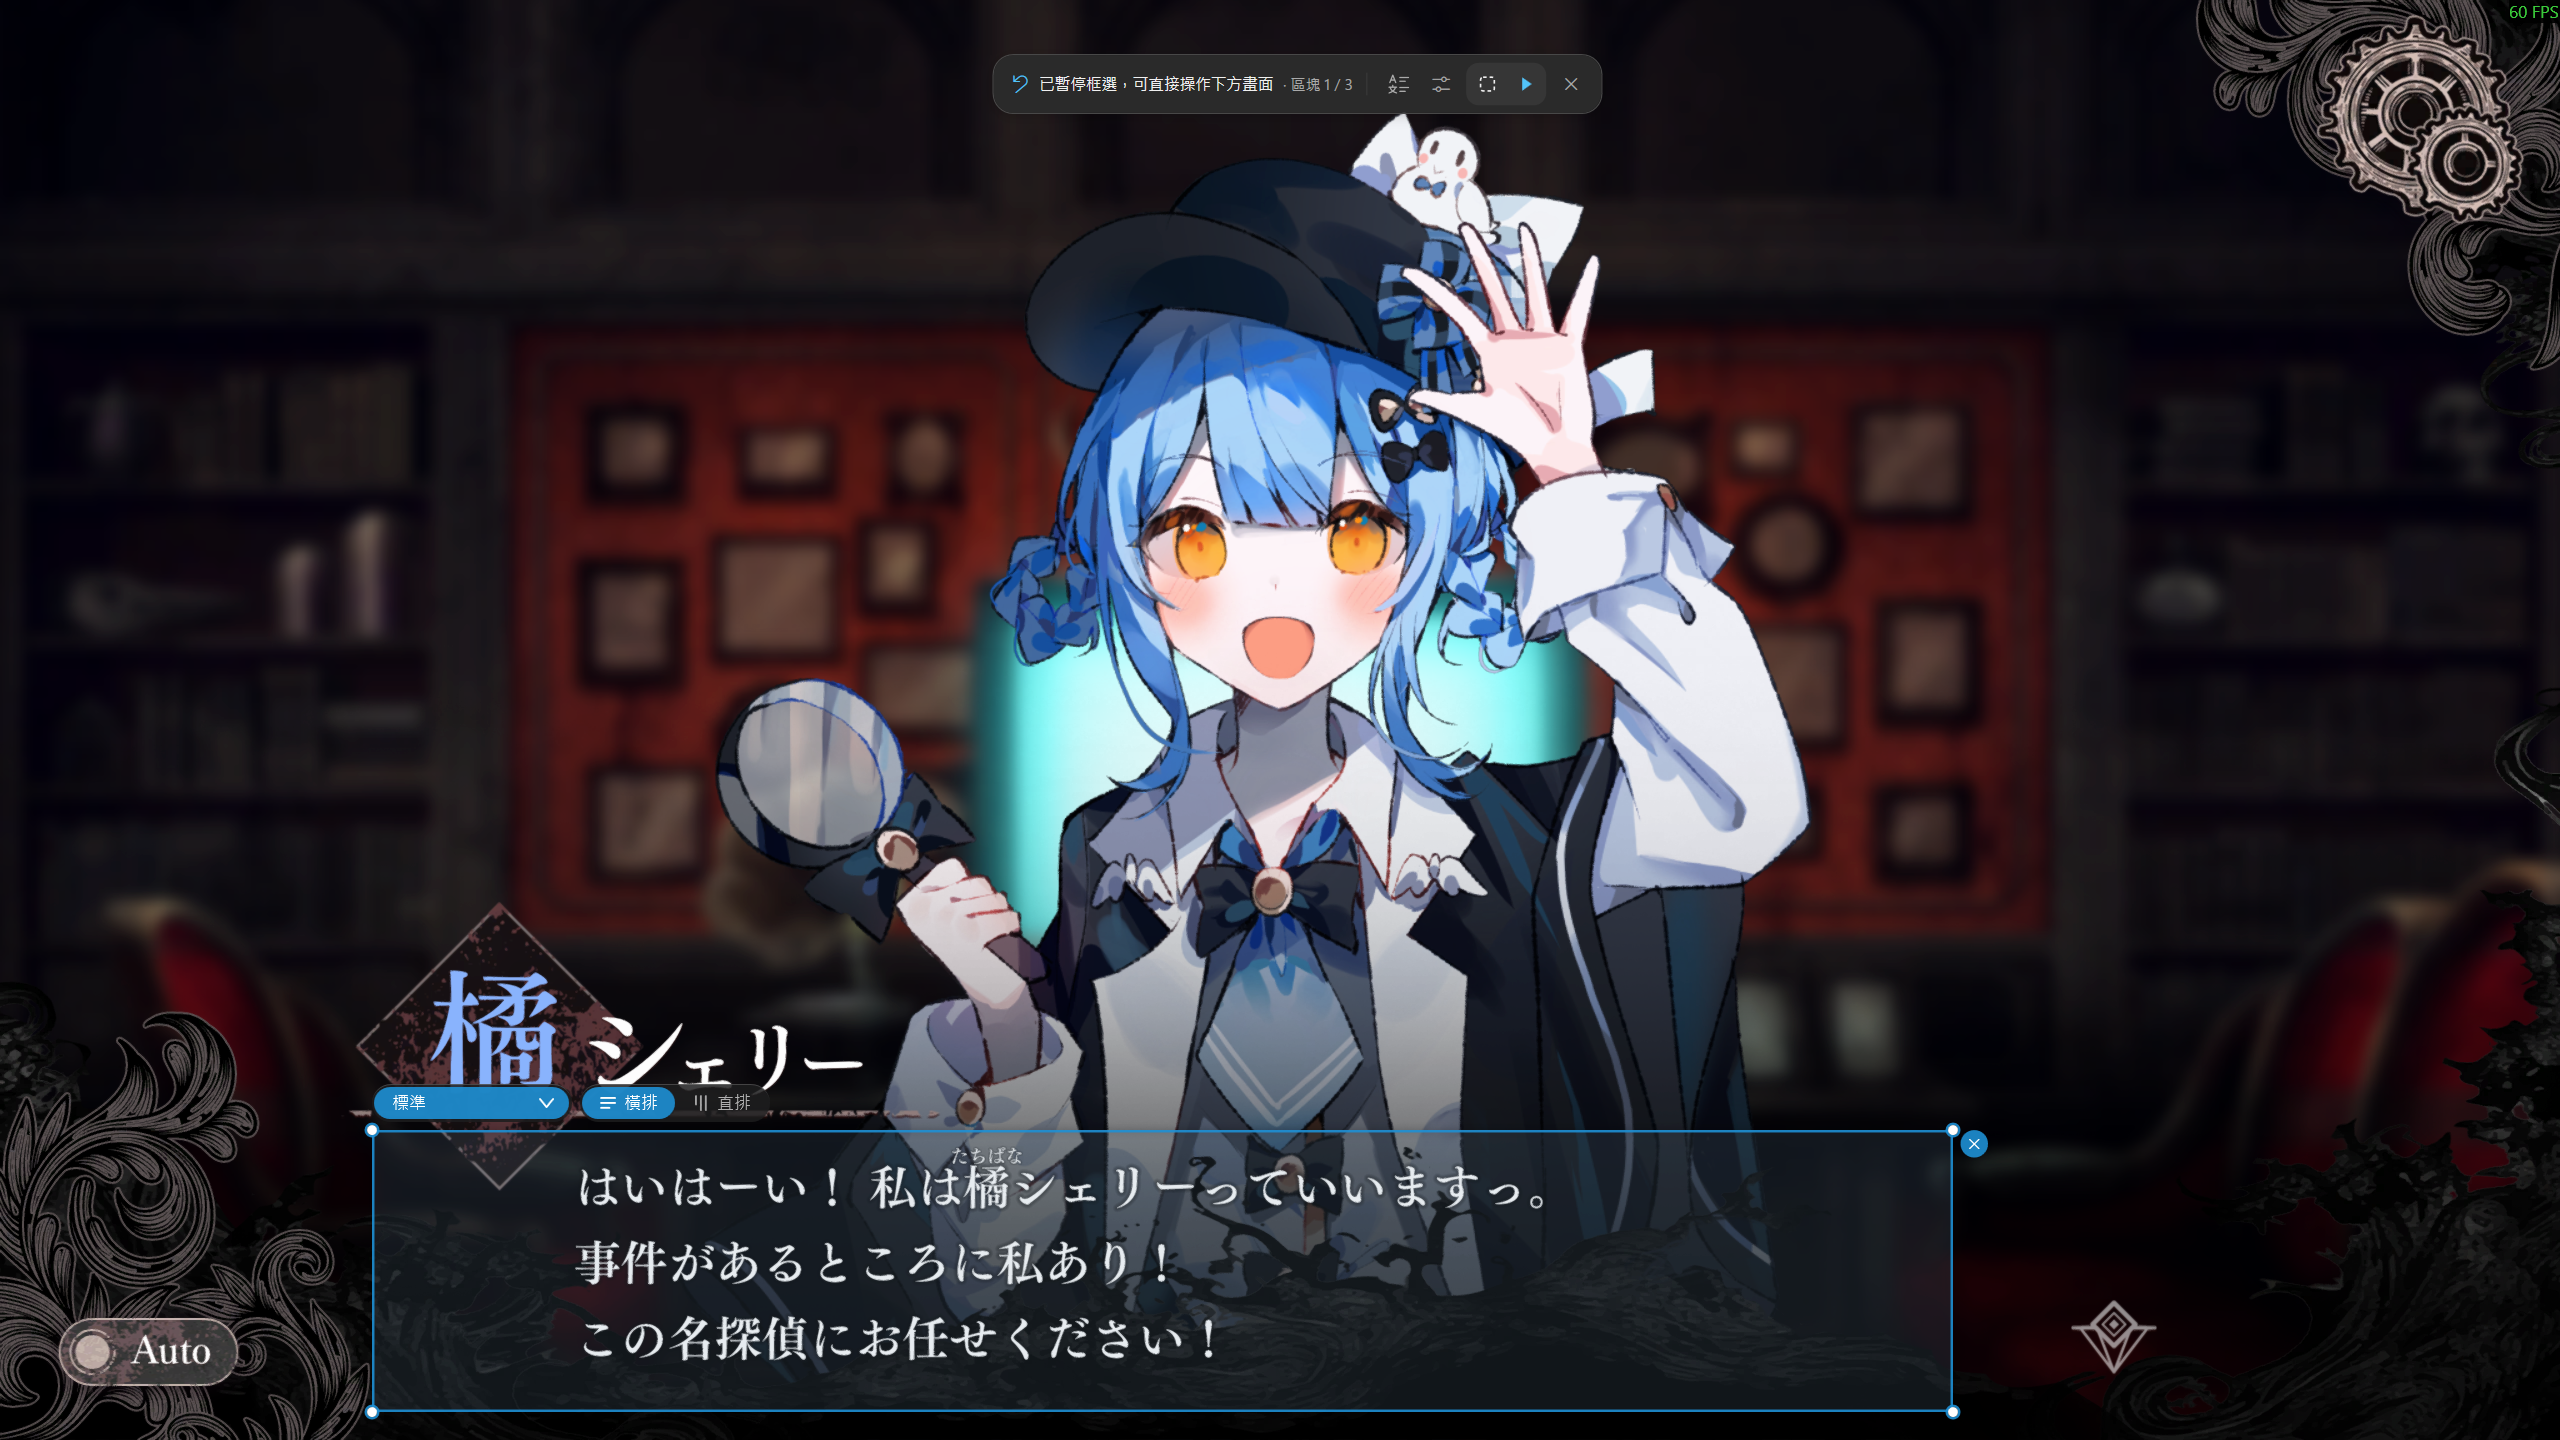 60 FPS
已暫停框選，可直接操作下方畫面 · 區塊 1 / 3
橘シェリー
標準
橫排
直排
たちばな
はいはーい！ 私は橘シェリーっていいますっ。
事件があるところに私あり！
この名探偵にお任せください！
Auto